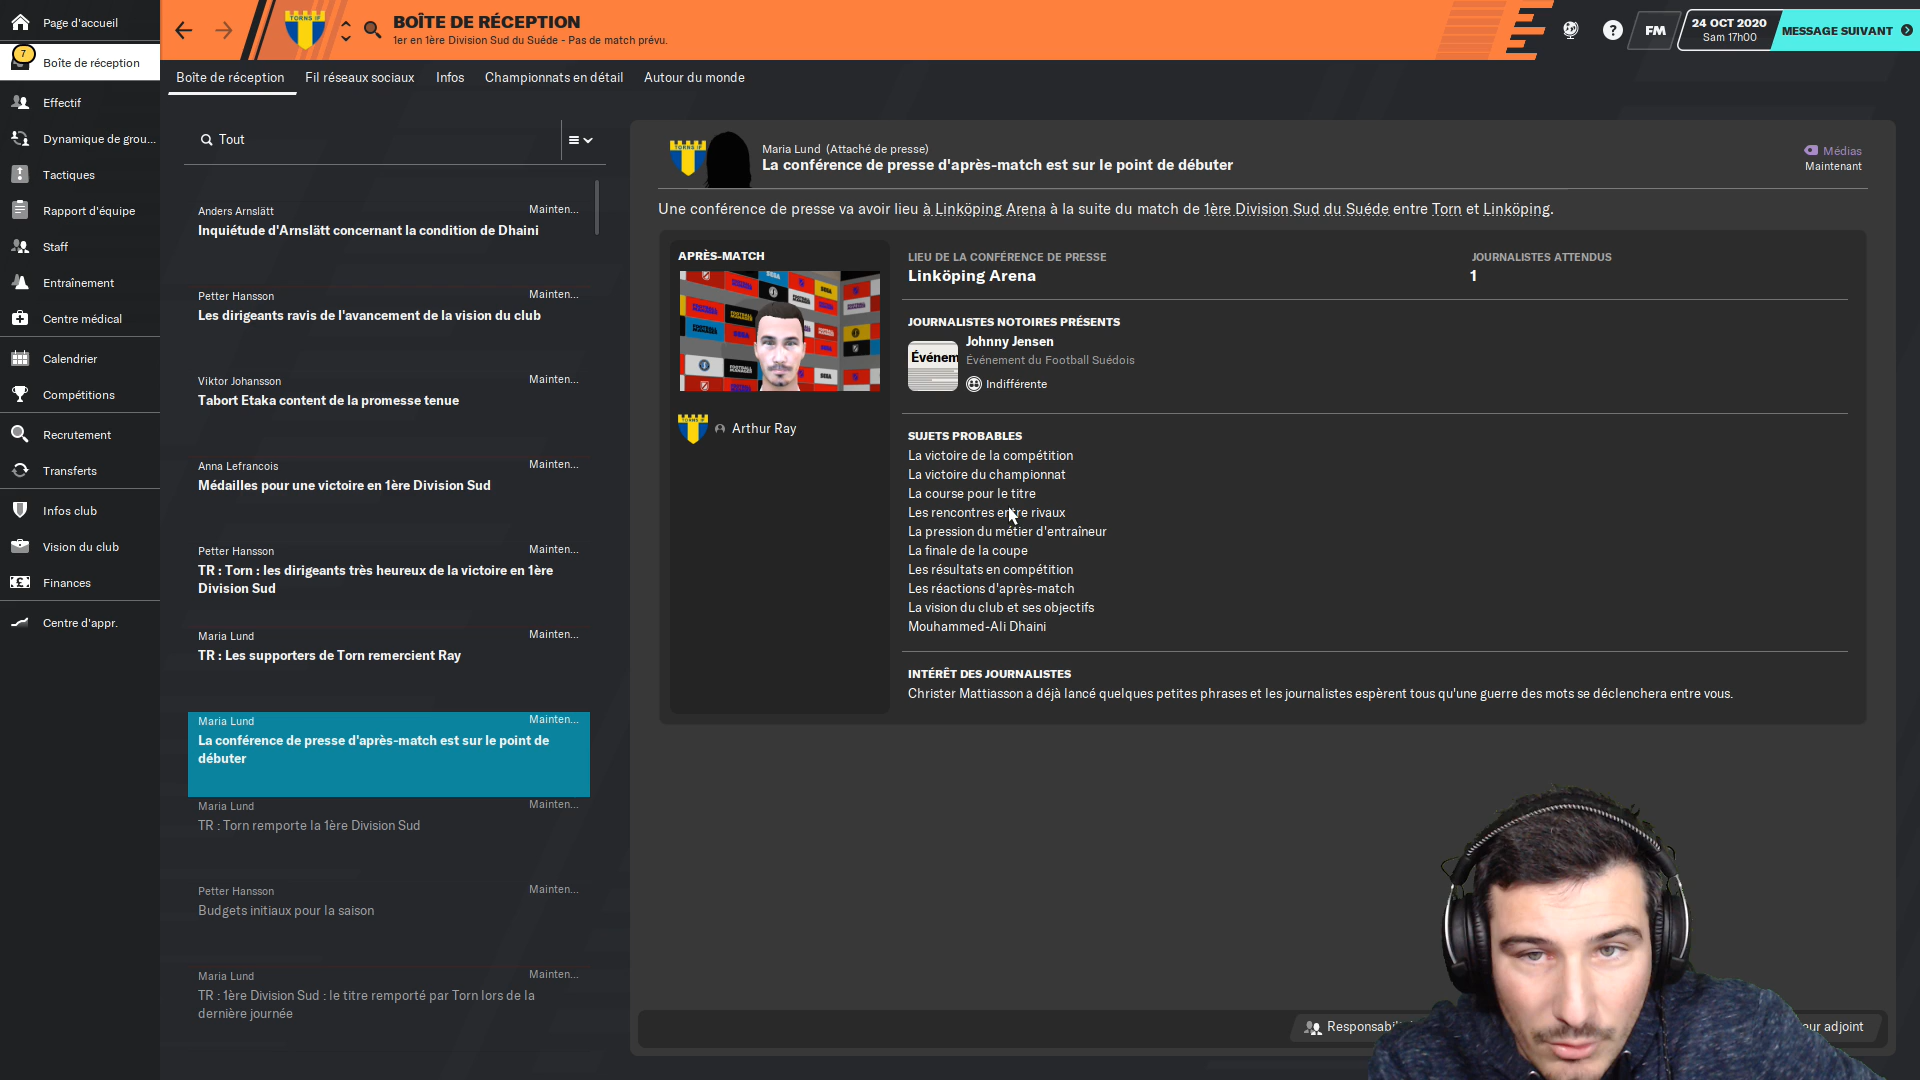 Page d'accueil
7
Boîte de réception
Effectif
Dynamique de grou...
Tactiques
Rapport d'équipe
Staff
Entraînement
Centre médical
Calendrier
Compétitions
Recrutement
Transferts
Infos club
Vision du club
Finances
Centre d'appr.
TORNS IF
BOÎTE DE RÉCEPTION
1er en 1ère Division Sud du Suéde - Pas de match prévu.
FM
24 OCT 2020
Sam 17h00
MESSAGE SUIVANT
Boîte de réception
Fil réseaux sociaux
Infos
Championnats en détail
Autour du monde
Tout
Anders Arnslätt
Mainten...
Inquiétude d'Arnslätt concernant la condition de Dhaini
Petter Hansson
Mainten...
Les dirigeants ravis de l'avancement de la vision du club
Viktor Johansson
Mainten...
Tabort Etaka content de la promesse tenue
Anna Lefrancois
Mainten...
Médailles pour une victoire en 1ère Division Sud
Petter Hansson
Mainten...
TR : Torn : les dirigeants très heureux de la victoire en 1ère
Division Sud
Maria Lund
Mainten...
TR : Les supporters de Torn remercient Ray
Maria Lund
Mainten...
La conférence de presse d'après-match est sur le point de
débuter
Maria Lund
Mainten...
TR : Torn remporte la 1ère Division Sud
Petter Hansson
Mainten...
Budgets initiaux pour la saison
Maria Lund
Mainten...
TR : 1ère Division Sud : le titre remporté par Torn lors de la
dernière journée
TORNS IF
Maria Lund (Attaché de presse)
La conférence de presse d'après-match est sur le point de débuter
Médias
Maintenant
Une conférence de presse va avoir lieu à Linköping Arena à la suite du match de 1ère Division Sud du Suéde entre Torn et Linköping.
APRÈS-MATCH
Arthur Ray
LIEU DE LA CONFÉRENCE DE PRESSE
Linköping Arena
JOURNALISTES ATTENDUS
1
JOURNALISTES NOTOIRES PRÉSENTS
Événem
Johnny Jensen
Événement du Football Suédois
Indifférente
SUJETS PROBABLES
La victoire de la compétition
La victoire du championnat
La course pour le titre
Les rencontres entre rivaux
La pression du métier d'entraîneur
La finale de la coupe
Les résultats en compétition
Les réactions d'après-match
La vision du club et ses objectifs
Mouhammed-Ali Dhaini
INTÉRÊT DES JOURNALISTES
Christer Mattiasson a déjà lancé quelques petites phrases et les journalistes espèrent tous qu'une guerre des mots se déclenchera entre vous.
Responsabi
eur adjoint